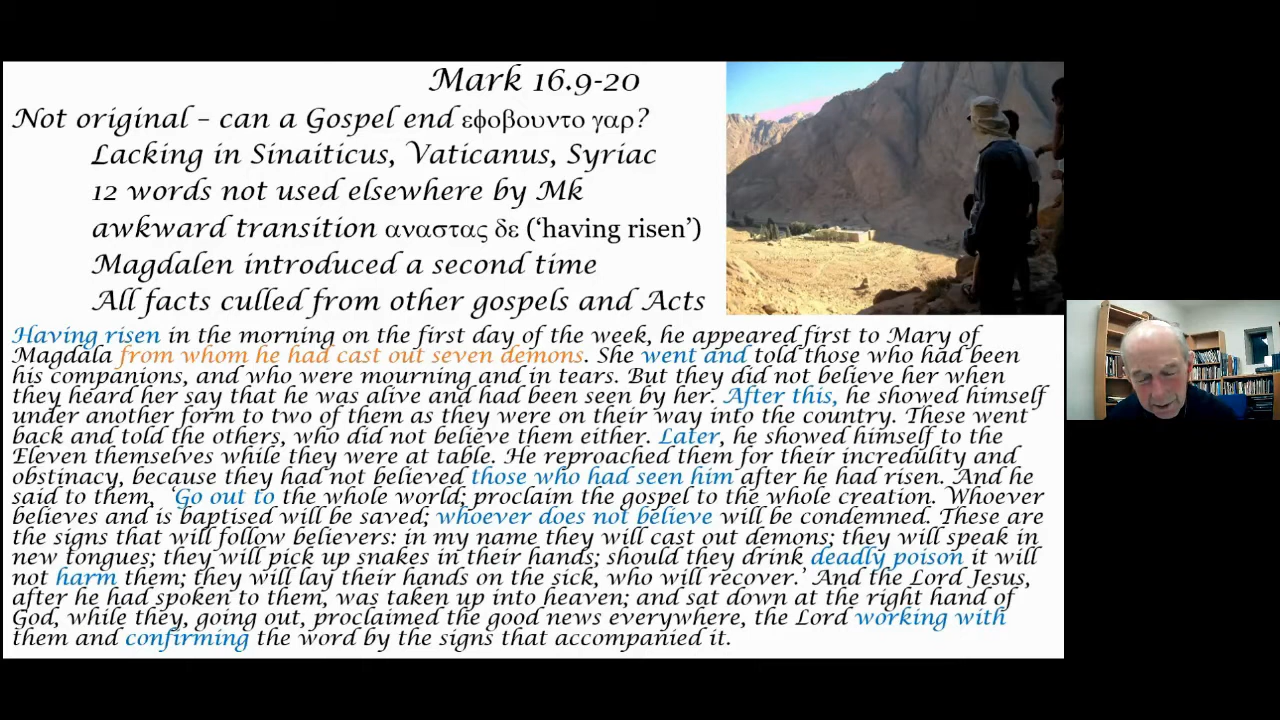 Mark 16.9-20
Not original – can a Gospel end εφοβουντο γαρ?
Lacking in Sinaiticus, Vaticanus, Syriac
12 words not used elsewhere by Mk
awkward transition αναστας δε (‘having risen’)
Magdalen introduced a second time
All facts culled from other gospels and Acts
Having risen in the morning on the first day of the week, he appeared first to Mary of
Magdala from whom he had cast out seven demons. She went and told those who had been
his companions, and who were mourning and in tears. But they did not believe her when
they heard her say that he was alive and had been seen by her. After this, he showed himself
under another form to two of them as they were on their way into the country. These went
back and told the others, who did not believe them either. Later, he showed himself to the
Eleven themselves while they were at table. He reproached them for their incredulity and
obstinacy, because they had not believed those who had seen him after he had risen. And he
said to them, ‘Go out to the whole world; proclaim the gospel to the whole creation. Whoever
believes and is baptised will be saved; whoever does not believe will be condemned. These are
the signs that will follow believers: in my name they will cast out demons; they will speak in
new tongues; they will pick up snakes in their hands; should they drink deadly poison it will
not harm them; they will lay their hands on the sick, who will recover.’ And the Lord Jesus,
after he had spoken to them, was taken up into heaven; and sat down at the right hand of
God, while they, going out, proclaimed the good news everywhere, the Lord working with
them and confirming the word by the signs that accompanied it.